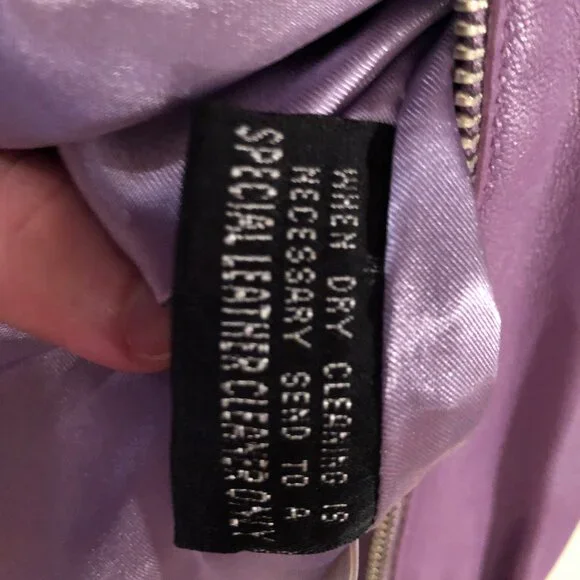 WHEN DRY CLEANING IS
NECESSARY SEND TO A
SPECIAL LEATHER CLEANER ONLY